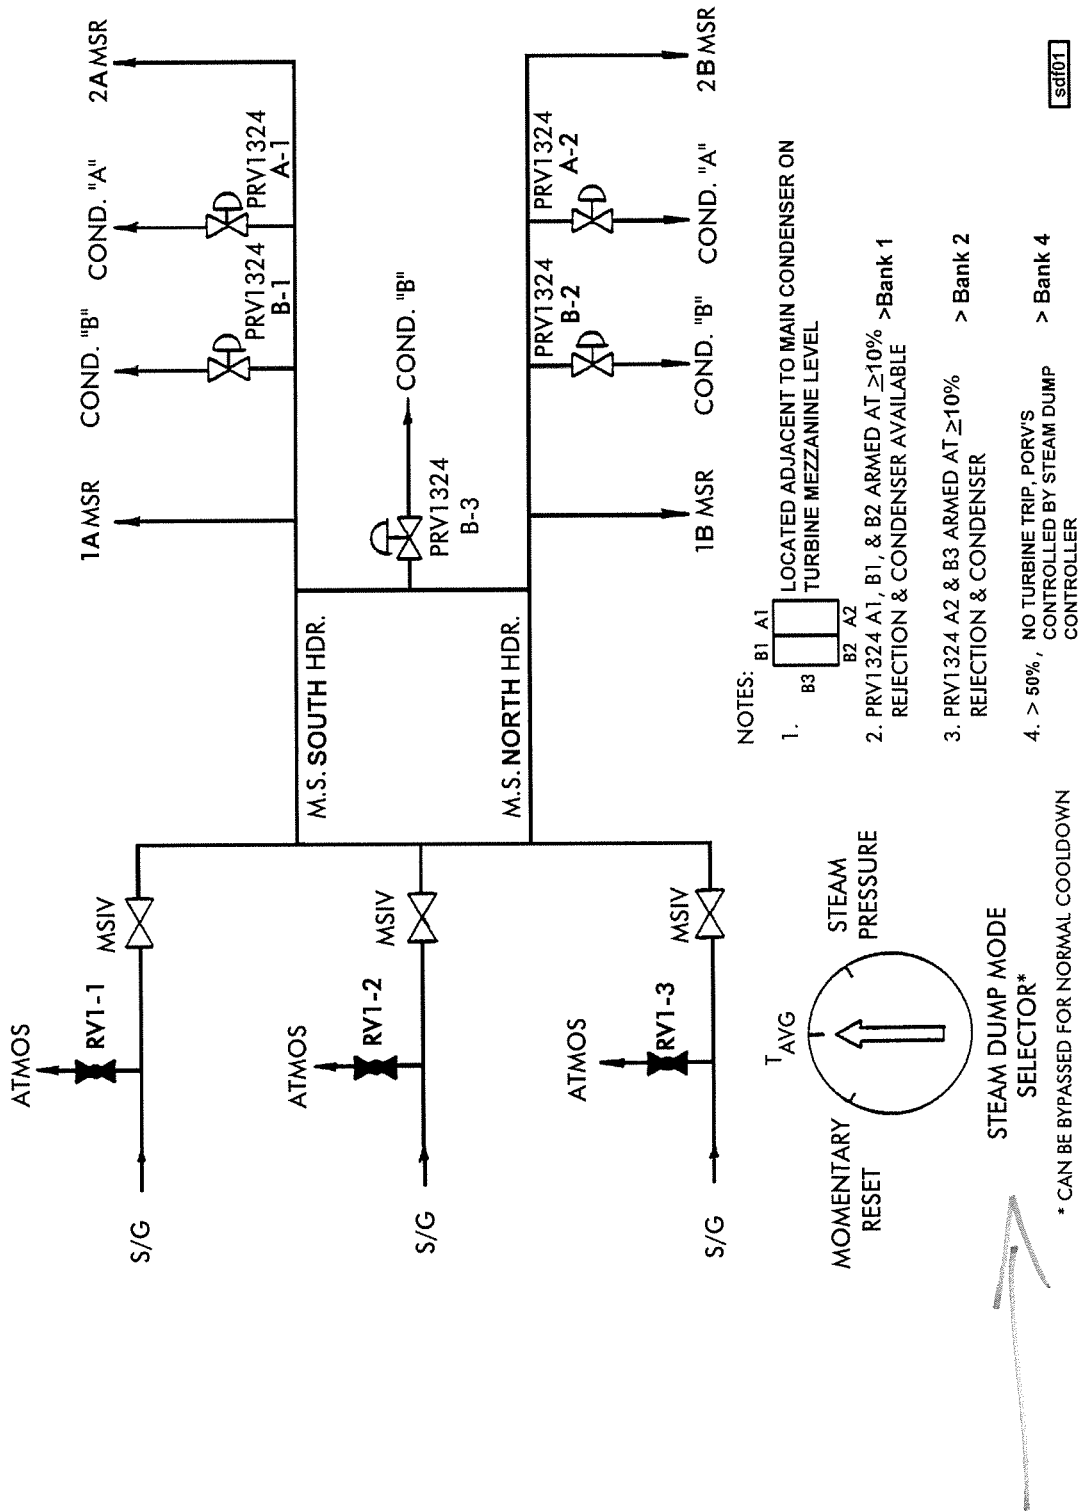 ATMOS
RV1-1
S/G
MSIV
ATMOS
RV1-2
S/G
MSIV
ATMOS
RV1-3
S/G
MSIV
M.S. SOUTH HDR.
M.S. NORTH HDR.
1A MSR
COND. "B"
PRV1324
B-1
COND. "A"
PRV1324
A-1
2A MSR
PRV1324
B-3
COND. "B"
1B MSR
PRV1324
B-2
COND. "B"
PRV1324
A-2
COND. "A"
2B MSR
MOMENTARY
RESET
TAVG
STEAM
PRESSURE
STEAM DUMP MODE
SELECTOR*
* CAN BE BYPASSED FOR NORMAL COOLDOWN
NOTES:
1.
B1 A1
B3
B2 A2
LOCATED ADJACENT TO MAIN CONDENSER ON
TURBINE MEZZANINE LEVEL
2. PRV1324 A1, B1, & B2 ARMED AT ≥10% >Bank 1
REJECTION & CONDENSER AVAILABLE
3. PRV1324 A2 & B3 ARMED AT ≥10% > Bank 2
REJECTION & CONDENSER
4. > 50%, NO TURBINE TRIP, PORV'S > Bank 4
CONTROLLED BY STEAM DUMP
CONTROLLER
sdf01